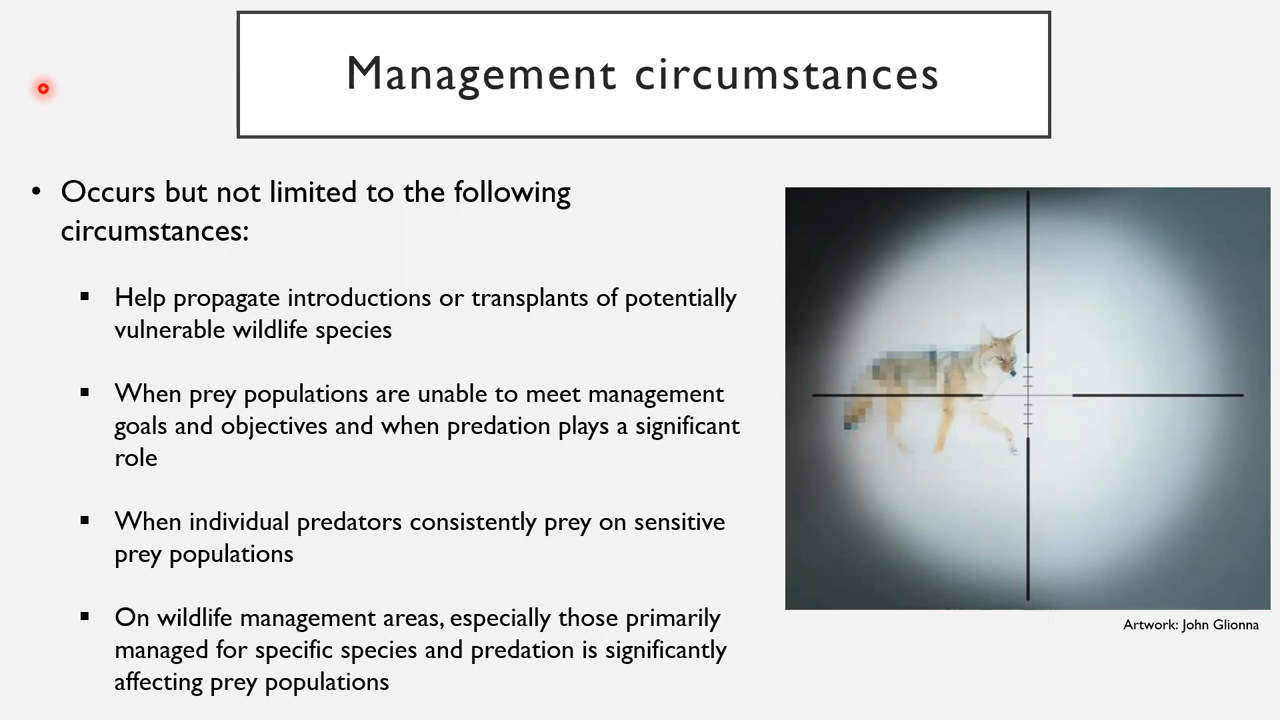 Management circumstances
• Occurs but not limited to the following
circumstances:
▪ Help propagate introductions or transplants of potentially
vulnerable wildlife species
▪ When prey populations are unable to meet management
goals and objectives and when predation plays a significant
role
▪ When individual predators consistently prey on sensitive
prey populations
▪ On wildlife management areas, especially those primarily
managed for specific species and predation is significantly
affecting prey populations
Artwork: John Glionna